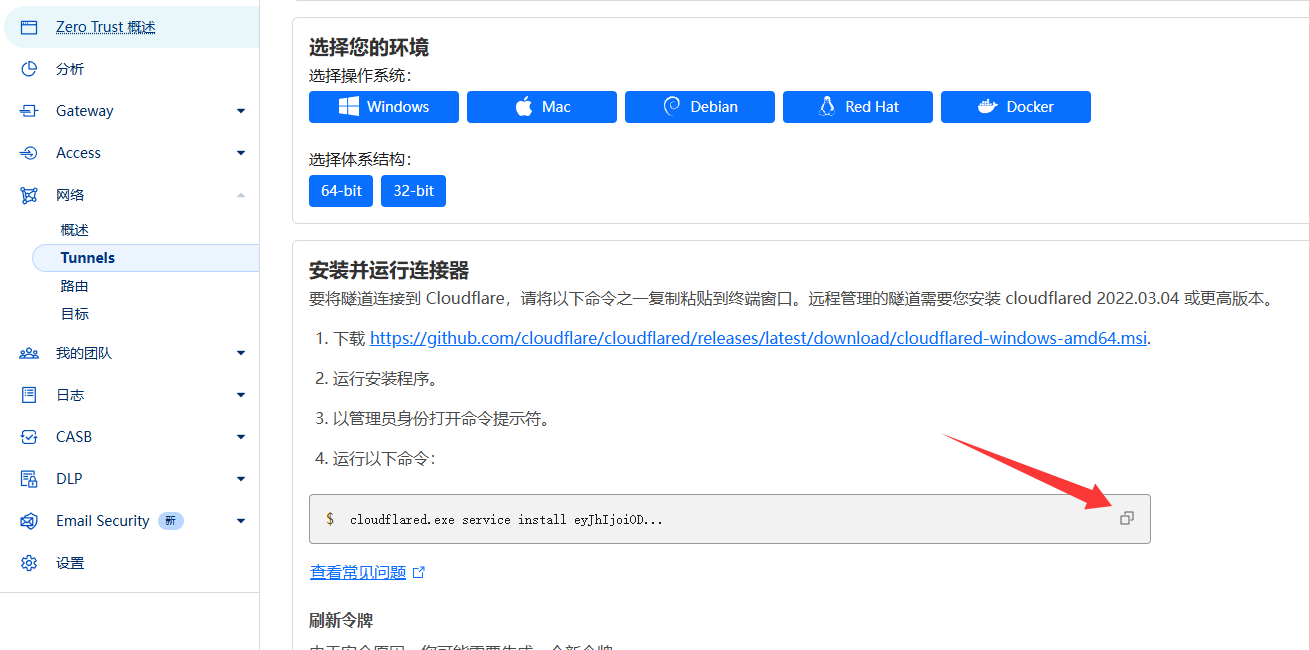 Zero Trust 概述
分析
Gateway
Access
网络
概述
Tunnels
路由
目标
我的团队
日志
CASB
DLP
Email Security 新
设置
选择您的环境
选择操作系统：
Windows Mac Debian Red Hat Docker
选择体系结构：
64-bit 32-bit
安装并运行连接器
要将隧道连接到 Cloudflare，请将以下命令之一复制粘贴到终端窗口。远程管理的隧道需要您安装 cloudflared 2022.03.04 或更高版本。
1. 下载 https://github.com/cloudflare/cloudflared/releases/latest/download/cloudflared-windows-amd64.msi.
2. 运行安装程序。
3. 以管理员身份打开命令提示符。
4. 运行以下命令：
$ cloudflared.exe service install eyJhIjoiOD...
查看常见问题
刷新令牌